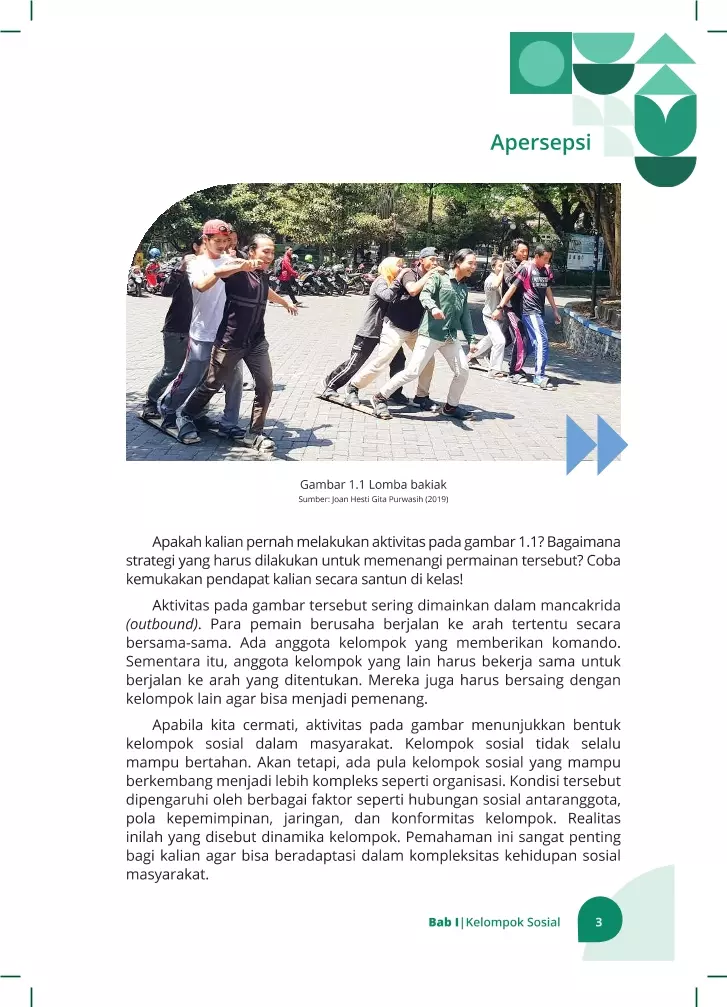 Apersepsi
Gambar 1.1 Lomba bakiak
Sumber: Joan Hesti Gita Purwasih (2019)
Apakah kalian pernah melakukan aktivitas pada gambar 1.1? Bagaimana
strategi yang harus dilakukan untuk memenangi permainan tersebut? Coba
kemukakan pendapat kalian secara santun di kelas!
Aktivitas pada gambar tersebut sering dimainkan dalam mancakrida
(outbound). Para pemain berusaha berjalan ke arah tertentu secara
bersama-sama. Ada anggota kelompok yang memberikan komando.
Sementara itu, anggota kelompok yang lain harus bekerja sama untuk
berjalan ke arah yang ditentukan. Mereka juga harus bersaing dengan
kelompok lain agar bisa menjadi pemenang.
Apabila kita cermati, aktivitas pada gambar menunjukkan bentuk
kelompok sosial dalam masyarakat. Kelompok sosial tidak selalu
mampu bertahan. Akan tetapi, ada pula kelompok sosial yang mampu
berkembang menjadi lebih kompleks seperti organisasi. Kondisi tersebut
dipengaruhi oleh berbagai faktor seperti hubungan sosial antaranggota,
pola kepemimpinan, jaringan, dan konformitas kelompok. Realitas
inilah yang disebut dinamika kelompok. Pemahaman ini sangat penting
bagi kalian agar bisa beradaptasi dalam kompleksitas kehidupan sosial
masyarakat.
Bab I|Kelompok Sosial 3